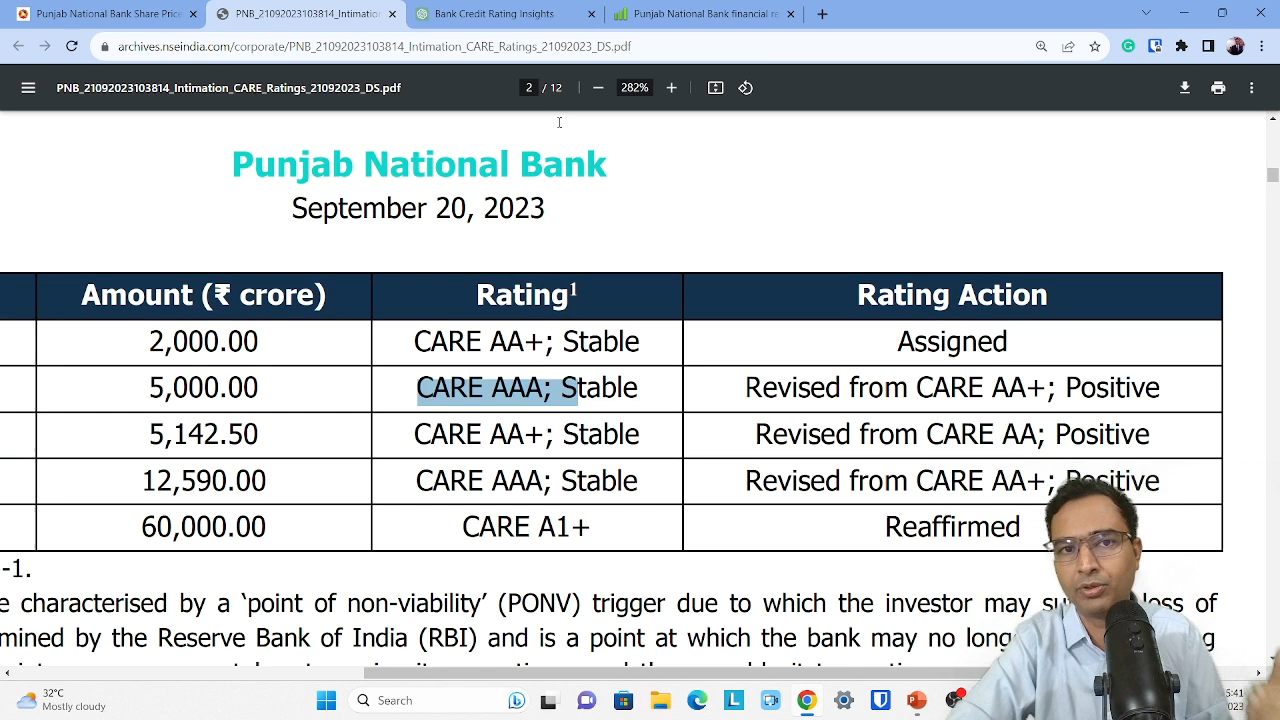 Punjab National Bank Share Price
PNB_21092023103814_Intimatio
Bank Credit Rating Insights
Punjab National Bank financial re
archives.nseindia.com/corporate/PNB_21092023103814_Intimation_CARE_Ratings_21092023_DS.pdf
PNB_21092023103814_Intimation_CARE_Ratings_21092023_DS.pdf
2 / 12
282%
Punjab National Bank
September 20, 2023
Amount (₹ crore) Rating1 Rating Action
2,000.00 CARE AA+; Stable Assigned
5,000.00 CARE AAA; Stable Revised from CARE AA+; Positive
5,142.50 CARE AA+; Stable Revised from CARE AA; Positive
12,590.00 CARE AAA; Stable Revised from CARE AA+; Positive
60,000.00 CARE A1+ Reaffirmed
-1.
e characterised by a ‘point of non-viability’ (PONV) trigger due to which the investor may loss of
mined by the Reserve Bank of India (RBI) and is a point at which the bank may no
32°C
Mostly cloudy
Search